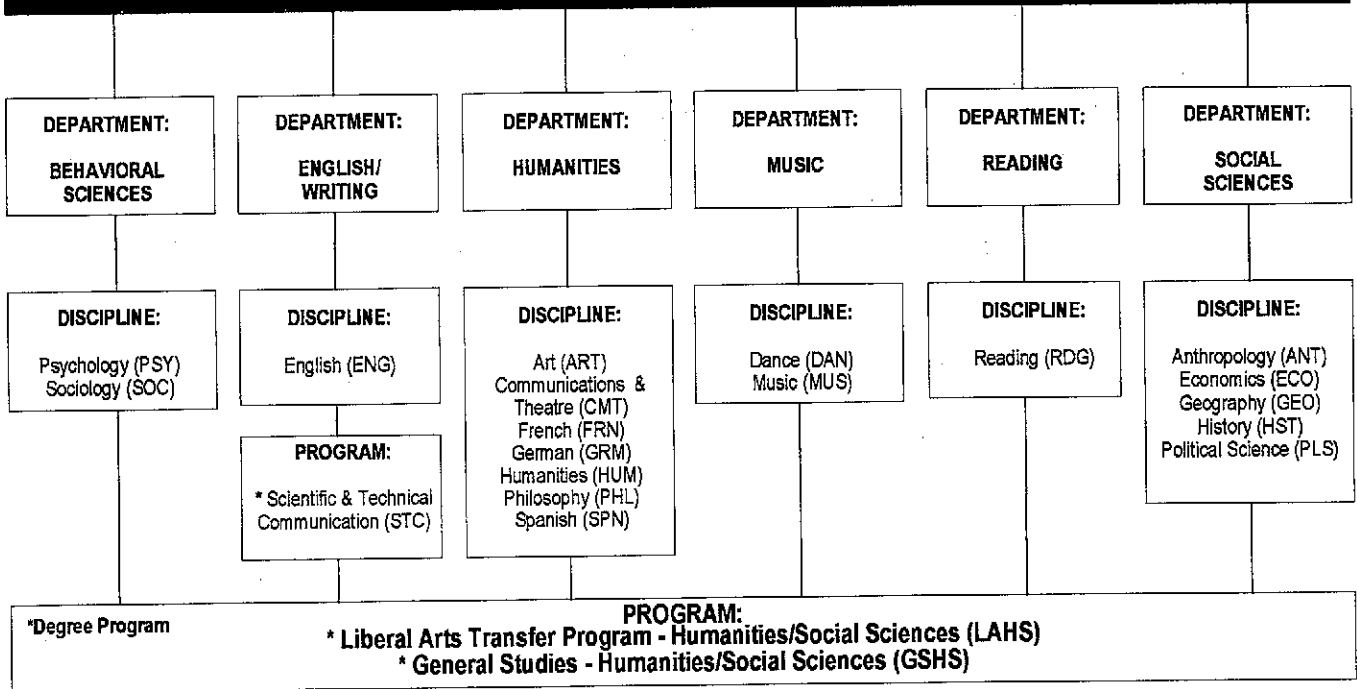 DEPARTMENT:
BEHAVIORAL
SCIENCES
DEPARTMENT:
ENGLISH/
WRITING
DEPARTMENT:
HUMANITIES
DEPARTMENT:
MUSIC
DEPARTMENT:
READING
DEPARTMENT:
SOCIAL
SCIENCES
DISCIPLINE:
Psychology (PSY)
Sociology (SOC)
DISCIPLINE:
English (ENG)
PROGRAM:
* Scientific & Technical
Communication (STC)
DISCIPLINE:
Art (ART)
Communications &
Theatre (CMT)
French (FRN)
German (GRM)
Humanities (HUM)
Philosophy (PHL)
Spanish (SPN)
DISCIPLINE:
Dance (DAN)
Music (MUS)
DISCIPLINE:
Reading (RDG)
DISCIPLINE:
Anthropology (ANT)
Economics (ECO)
Geography (GEO)
History (HST)
Political Science (PLS)
*Degree Program
PROGRAM:
* Liberal Arts Transfer Program - Humanities/Social Sciences (LAHS)
* General Studies - Humanities/Social Sciences (GSHS)